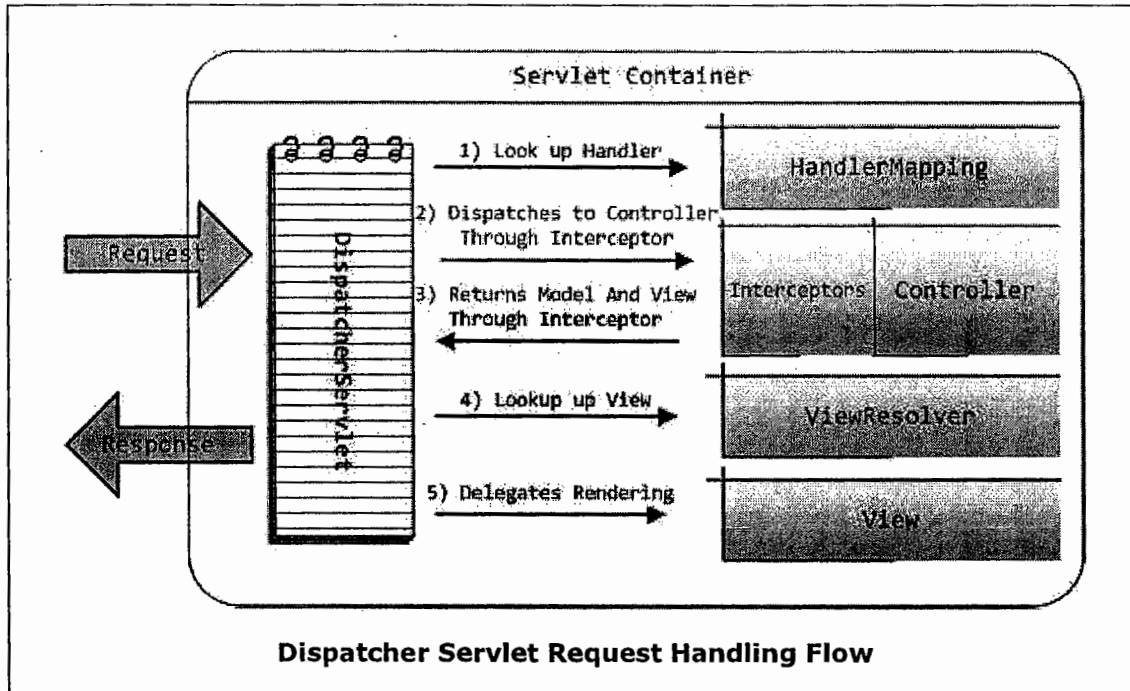 Servlet Container
Request
Response
DispatcherServlet
1) Look up Handler
HandlerMapping
2) Dispatches to Controller
Through Interceptor
Interceptors
Controller
3) Returns Model And View
Through Interceptor
4) Lookup up View
ViewResolver
5) Delegates Rendering
View
Dispatcher Servlet Request Handling Flow